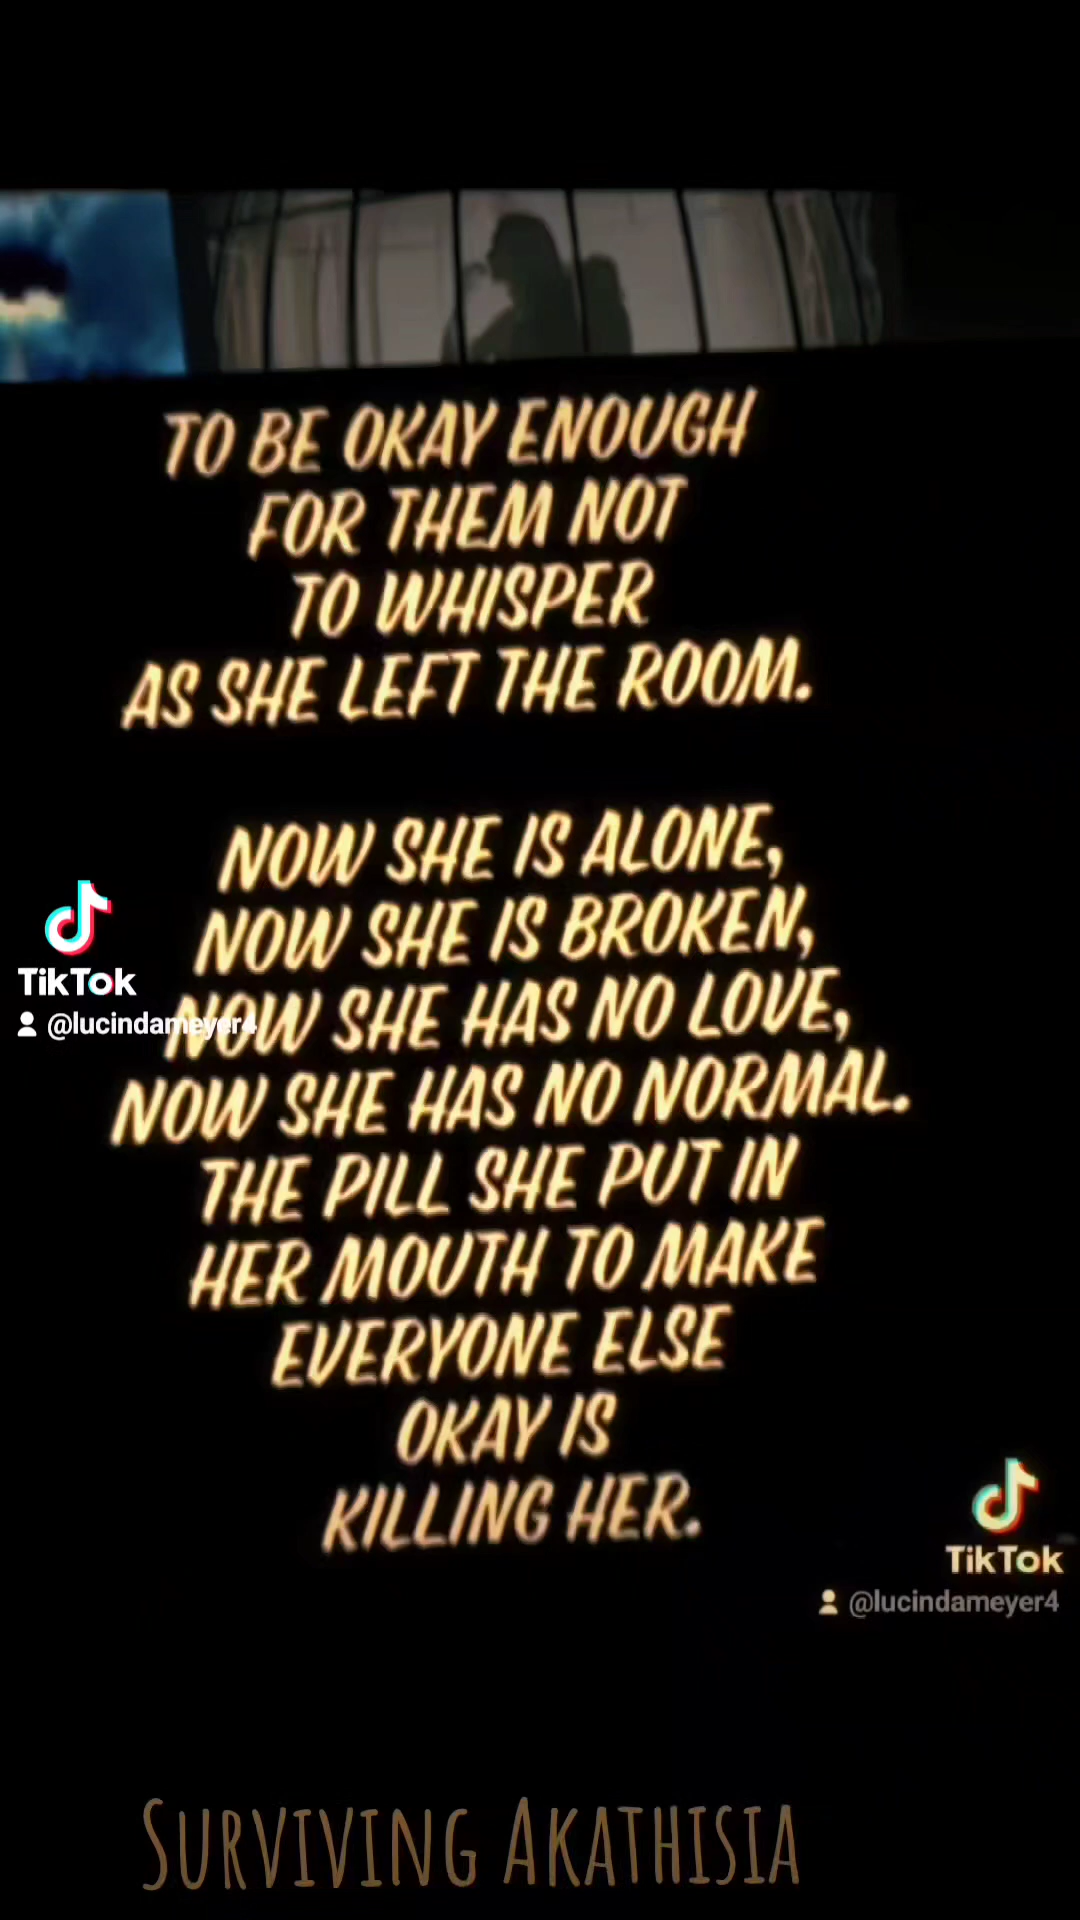 TO BE OKAY ENOUGH
FOR THEM NOT
TO WHISPER
AS SHE LEFT THE ROOM.
NOW SHE IS ALONE,
NOW SHE IS BROKEN,
NOW SHE HAS NO LOVE,
NOW SHE HAS NO NORMAL.
THE PILL SHE PUT IN
HER MOUTH TO MAKE
EVERYONE ELSE
OKAY IS
KILLING HER.
TikTok
@lucindameyer4
TikTok
@lucindameyer4
SURVIVING AKATHISIA